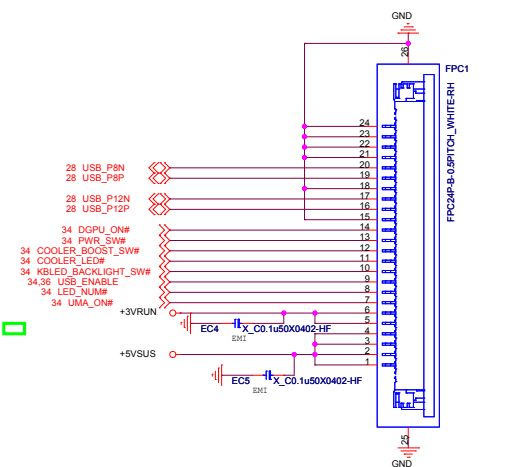 GND
26
FPC1
FPC24P-B-0.5PITCH_WHITE-RH
24
23
22
21
28 USB_P8N 20
28 USB_P8P 19
18
28 USB_P12N 17
28 USB_P12P 16
15
34 DGPU_ON# 14
34 PWR_SW# 13
34 COOLER_BOOST_SW# 12
34 COOLER_LED# 11
34 KBLED_BACKLIGHT_SW# 10
34,36 USB_ENABLE 9
34 LED_NUM# 8
34 UMA_ON# 7
+3VRUN 6
EC4 X_C0.1u50X0402-HF 5
EMI 4
3
+5VSUS 2
1
EC5 X_C0.1u50X0402-HF
EMI
25
GND